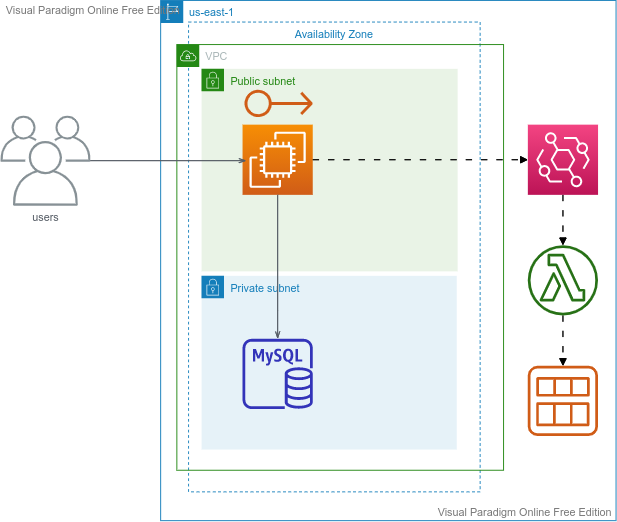 Visual Paradigm Online Free Edition
us-east-1
Availability Zone
VPC
Public subnet
users
Private subnet
MySQL
Visual Paradigm Online Free Edition